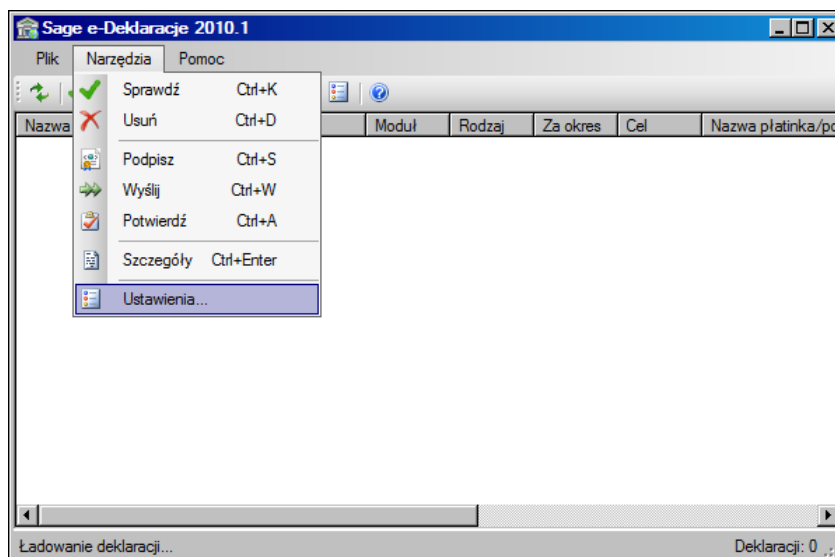 Sage e-Deklaracje 2010.1
Plik Narzędzia Pomoc
Sprawdź Ctrl+K
Usuń Ctrl+D
Nazwa Moduł Rodzaj Za okres Cel Nazwa płatinka/po
Podpisz Ctrl+S
Wyślij Ctrl+W
Potwierdź Ctrl+A
Szczegóły Ctrl+Enter
Ustawienia...
Ładowanie deklaracji... Deklaracji: 0